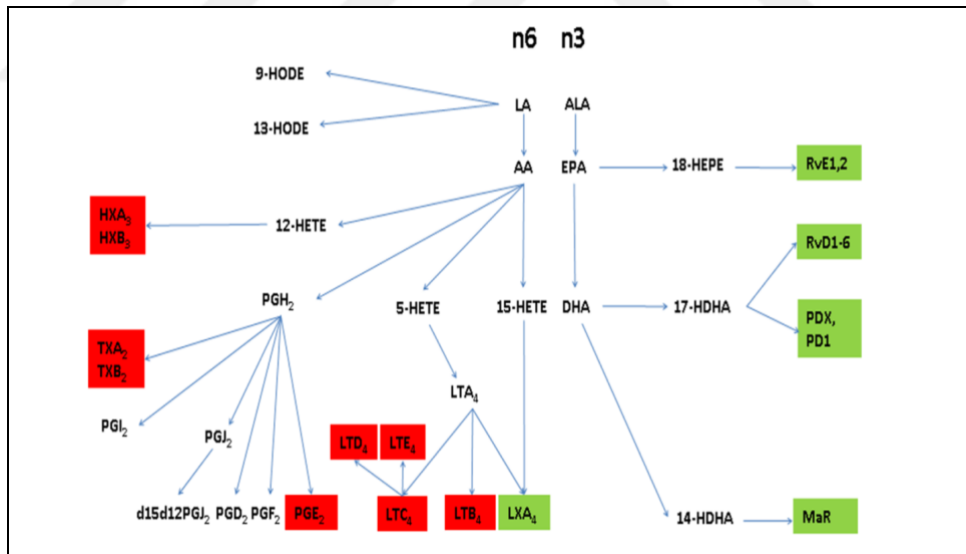 n6 n3
9-HODE
LA ALA
13-HODE
AA EPA 18-HEPE RvE1,2
HXA₃
HXB₃
12-HETE
RvD1-6
PGH₂ 5-HETE 15-HETE DHA 17-HDHA
PDX,
PD1
TXA₂
TXB₂
LTA₄
PGI₂
PGJ₂
LTD₄ LTE₄
d15d12PGJ₂ PGD₂ PGF₂ PGE₂ LTC₄ LTB₄ LXA₄ 14-HDHA MaR